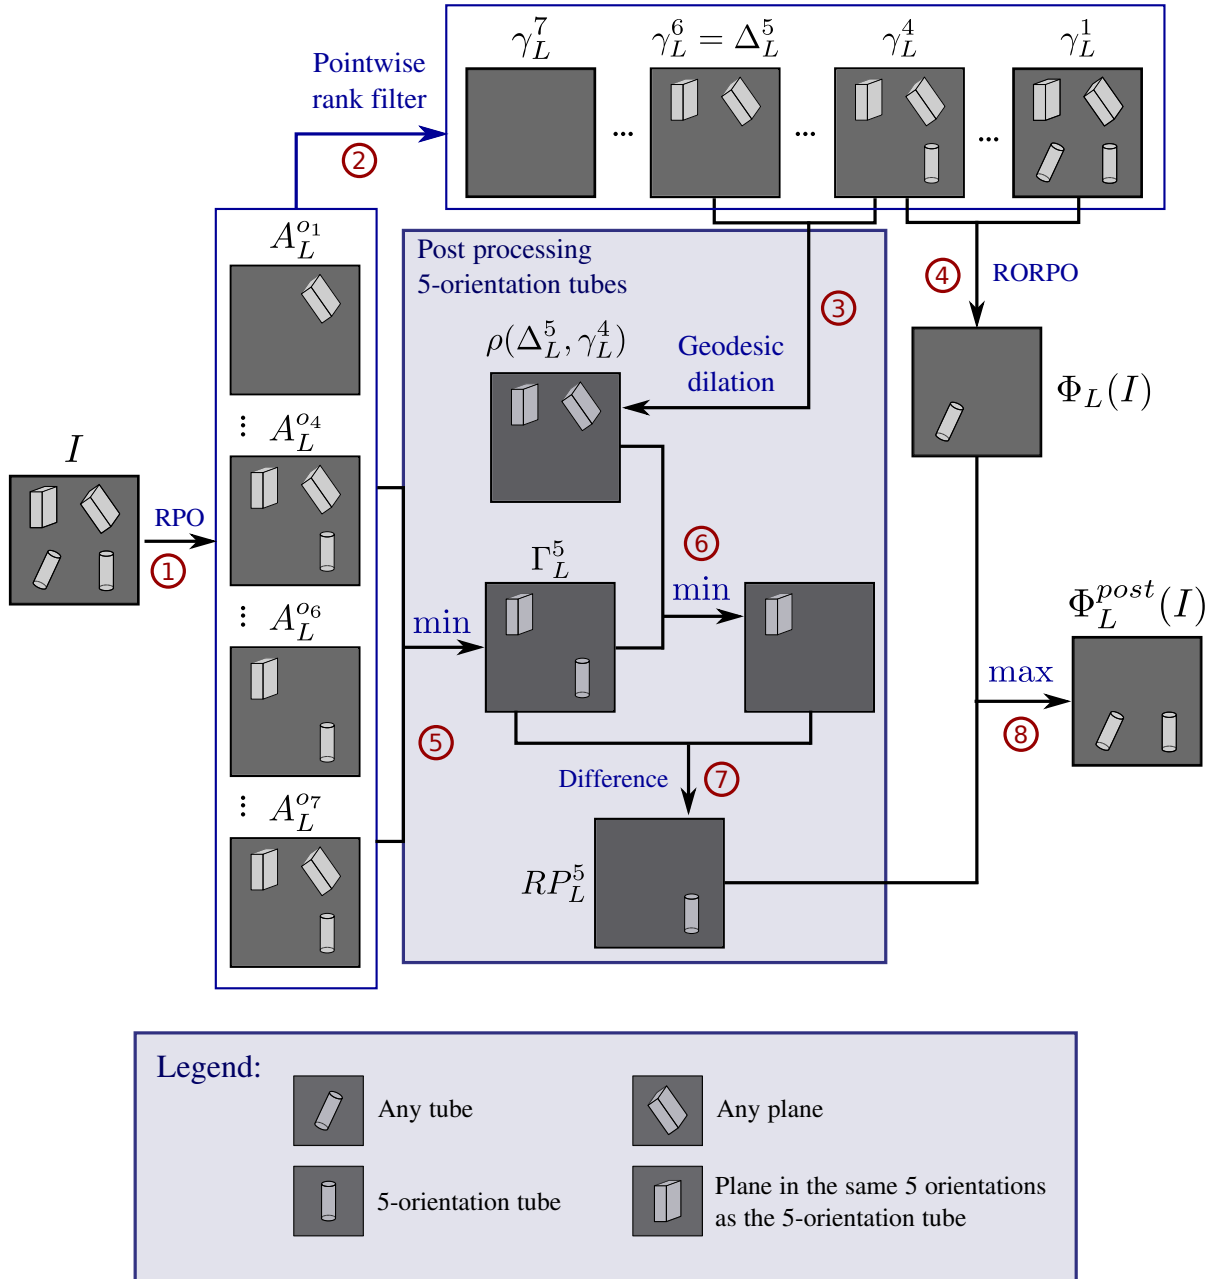 γ_L^7
γ_L^6 = Δ_L^5
γ_L^4
γ_L^1
... ... ...
Pointwise
rank filter
②
A_L^{o_1}
Post processing
5-orientation tubes
③
④
RORPO
ρ(Δ_L^5, γ_L^4)
Geodesic
dilation
Φ_L(I)
⋮ A_L^{o_4}
I
RPO
①
⑥
Γ_L^5
min
min
Φ_L^{post}(I)
⋮ A_L^{o_6}
max
⑤
⑧
Difference
⑦
⋮ A_L^{o_7}
RP_L^5
Legend:
Any tube
Any plane
5-orientation tube
Plane in the same 5 orientations
as the 5-orientation tube